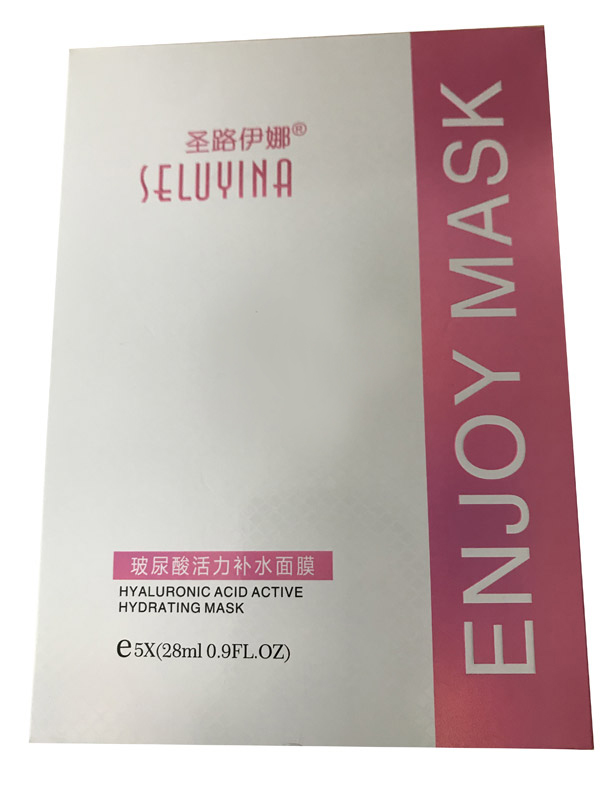 圣路伊娜®
SELUYINA
ENJOY MASK
玻尿酸活力补水面膜
HYALURONIC ACID ACTIVE
HYDRATING MASK
e 5X(28ml 0.9FL.OZ)